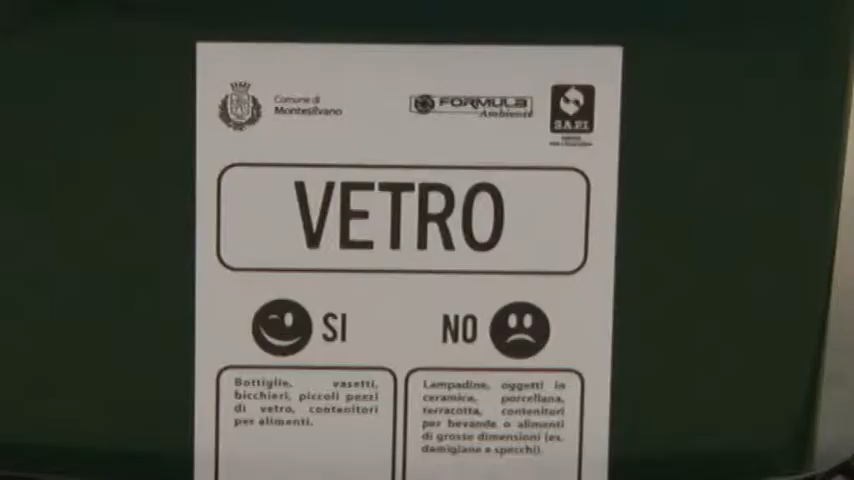 Comune di
Montesilvano
FORMULA
Ambiente
S.A.P.I.
VETRO
SI
NO
Bottiglie, vasetti,
bicchieri, piccoli pezzi
di vetro, contenitori
per alimenti.
Lampadine, oggetti in
ceramica, porcellana,
terracotta, contenitori
per bevande o alimenti
di grosse dimensioni (es.
damigiane e specchi).